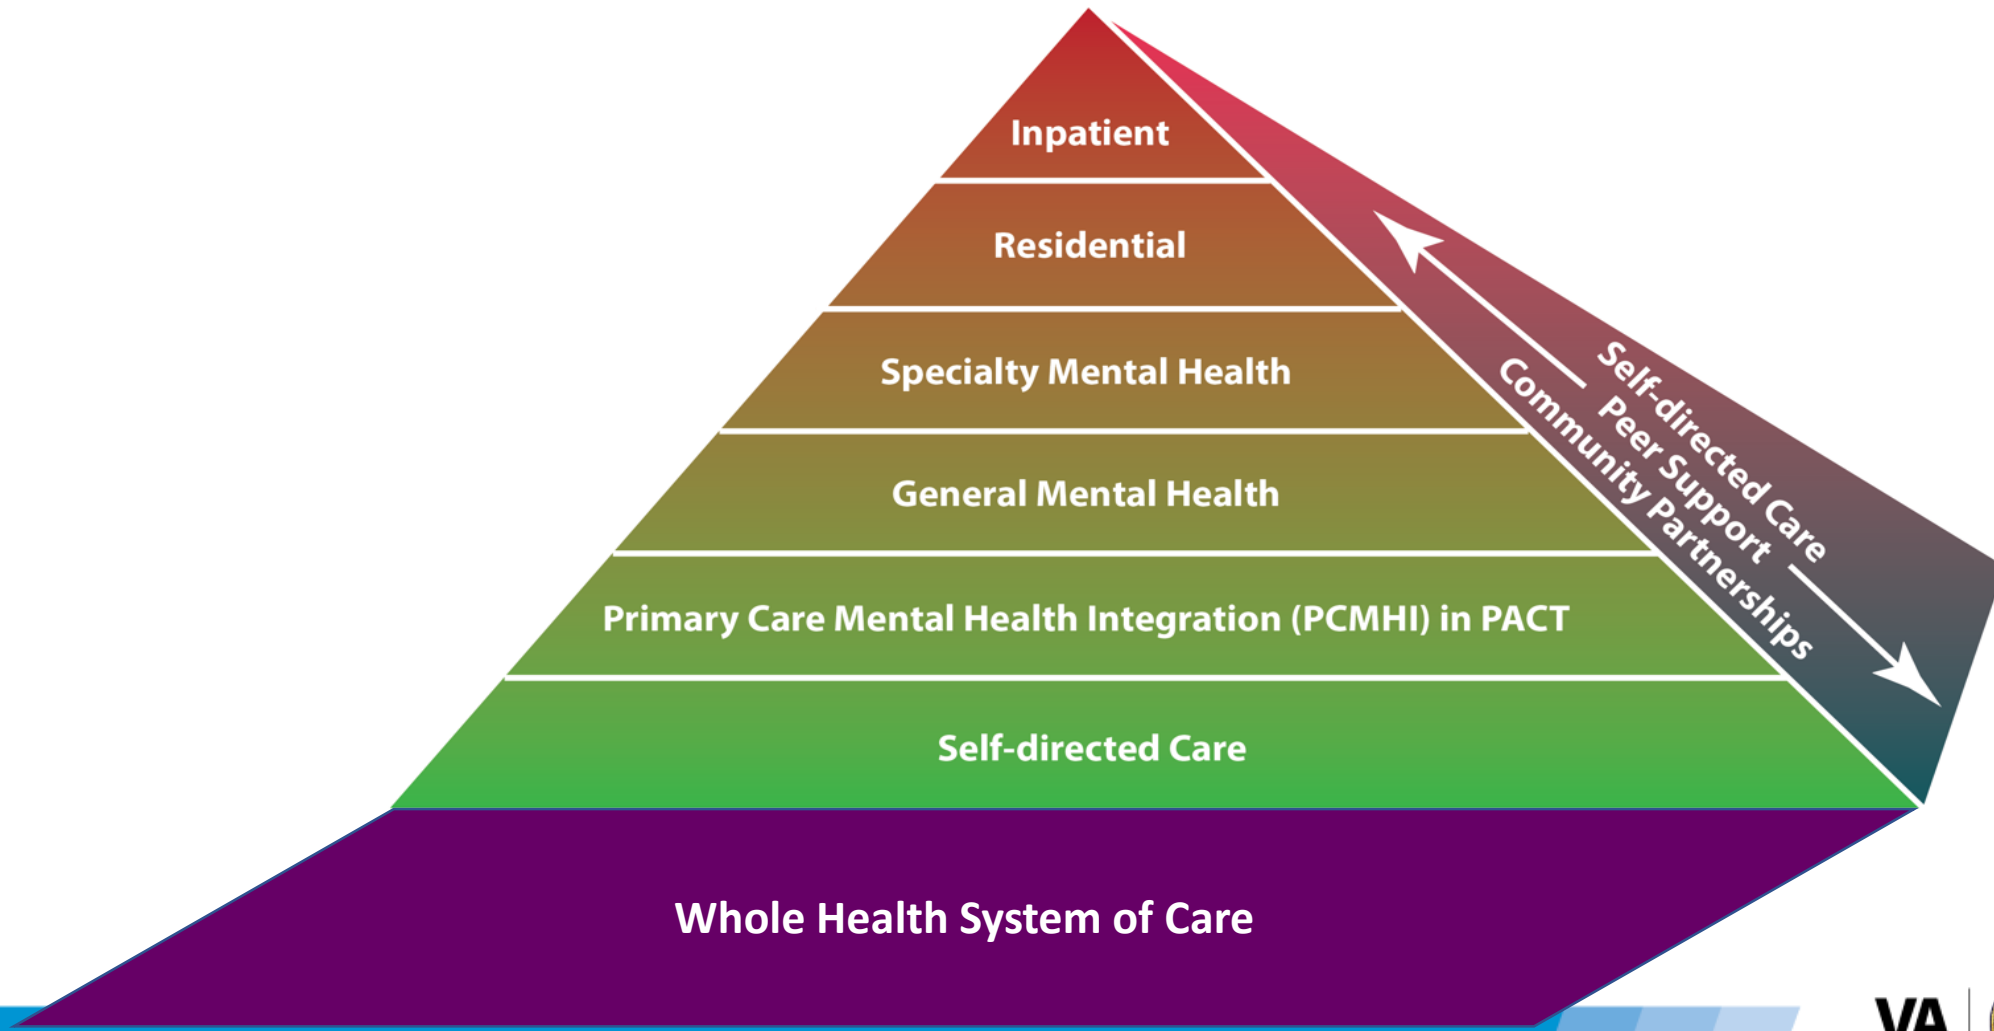 Inpatient
Residential
Specialty Mental Health
General Mental Health
Primary Care Mental Health Integration (PCMHI) in PACT
Self-directed Care
Self-directed Care
Peer Support
Community Partnerships
Whole Health System of Care
VA